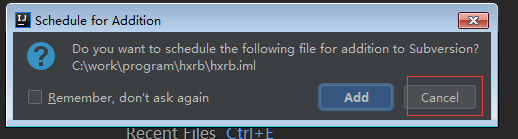 Schedule for Addition
Do you want to schedule the following file for addition to Subversion?
C:\work\program\hxrb\hxrb.iml
Remember, don't ask again
Add
Cancel
Recent Files Ctrl+E